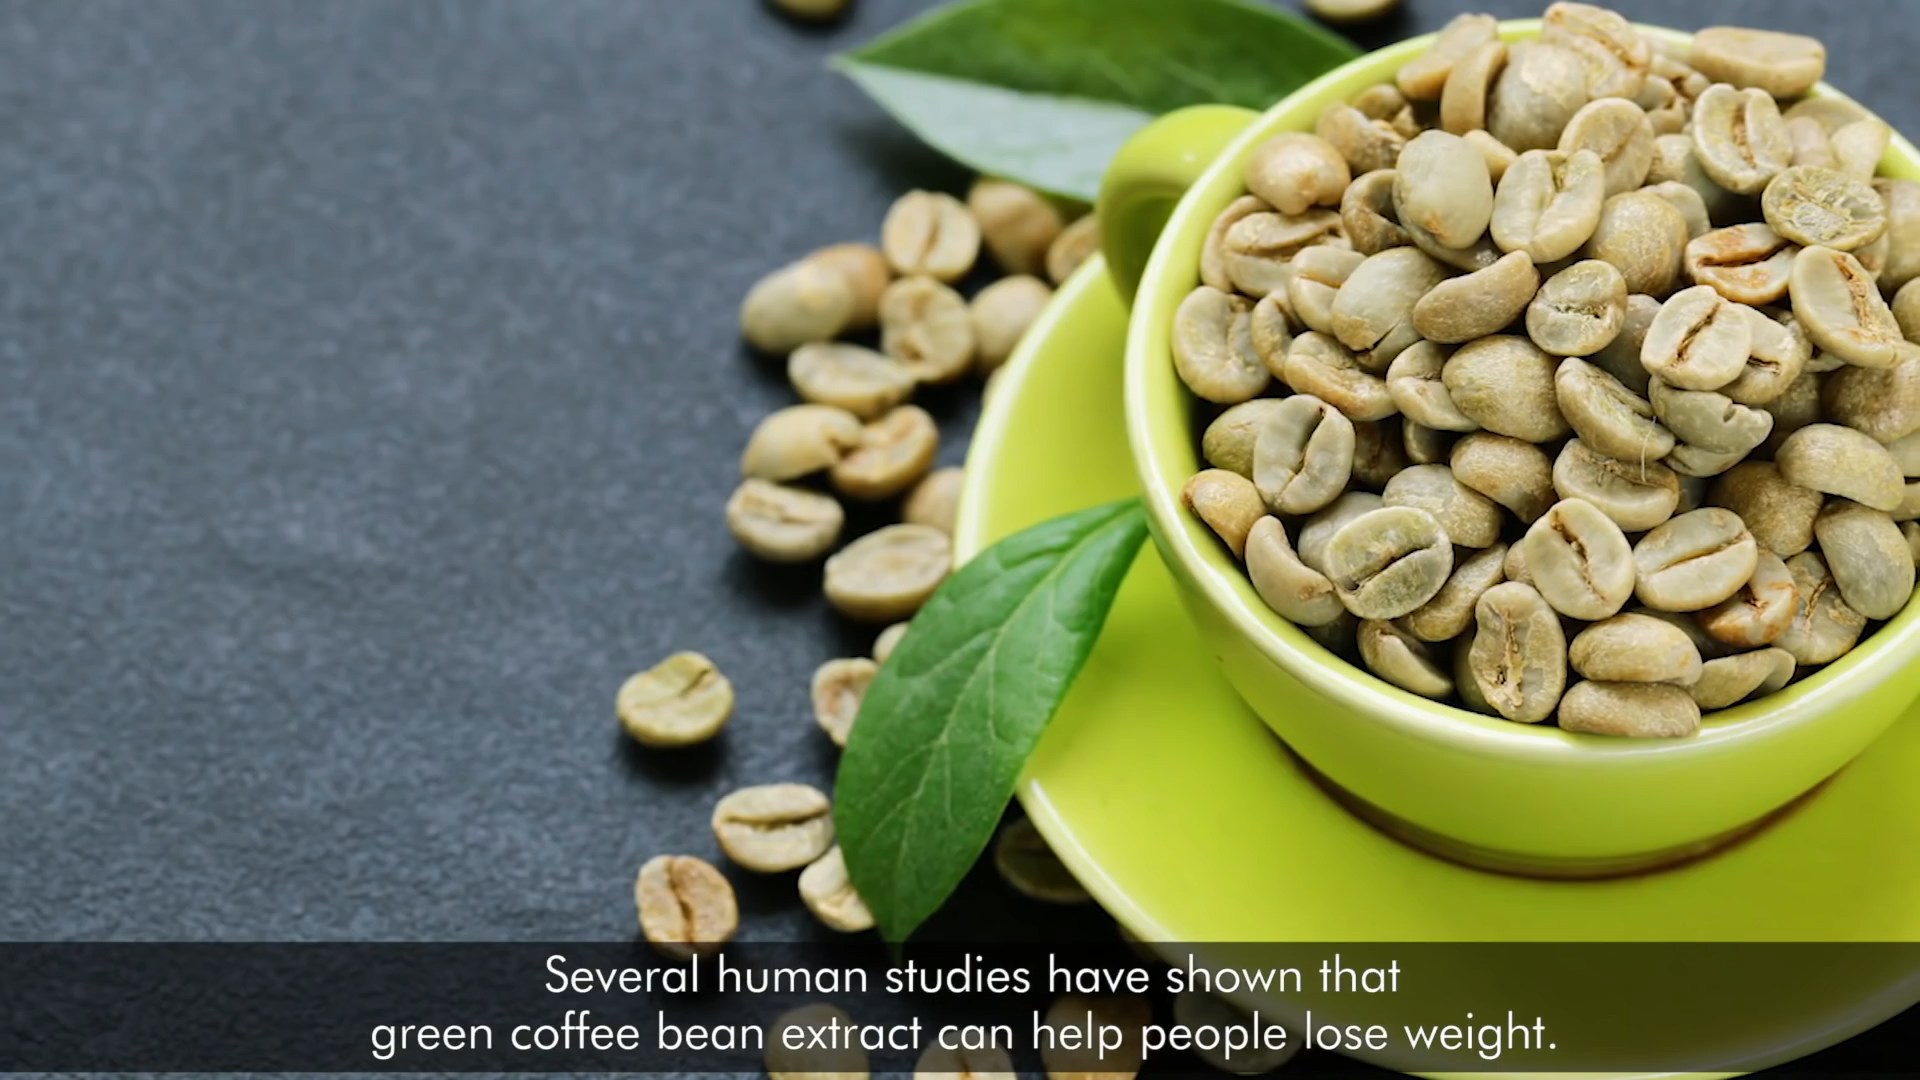 Several human studies have shown that
green coffee bean extract can help people lose weight.